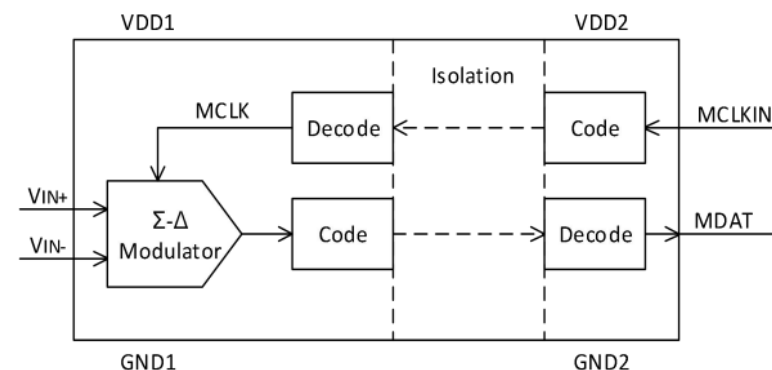 VDD1
VDD2
Isolation
MCLK
Decode
Code
MCLKIN
VIN+
VIN-
Σ-Δ
Modulator
Code
Decode
MDAT
GND1
GND2